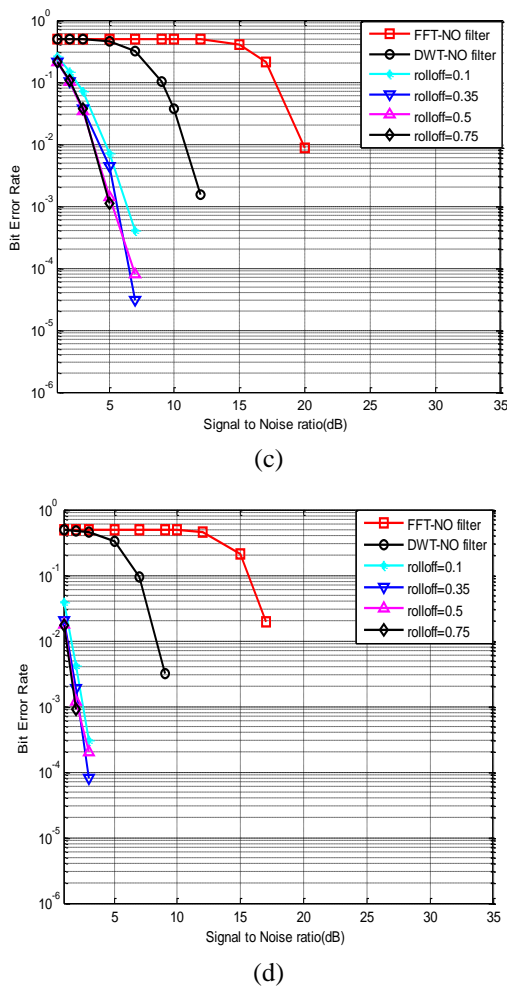 10^0
10^-1
10^-2
10^-3
10^-4
10^-5
10^-6
Bit Error Rate
FFT-NO filter
DWT-NO filter
rolloff=0.1
rolloff=0.35
rolloff=0.5
rolloff=0.75
5 10 15 20 25 30 35
Signal to Noise ratio(dB)
(c)
10^0
10^-1
10^-2
10^-3
10^-4
10^-5
10^-6
Bit Error Rate
FFT-NO filter
DWT-NO filter
rolloff=0.1
rolloff=0.35
rolloff=0.5
rolloff=0.75
5 10 15 20 25 30 35
Signal to Noise ratio(dB)
(d)